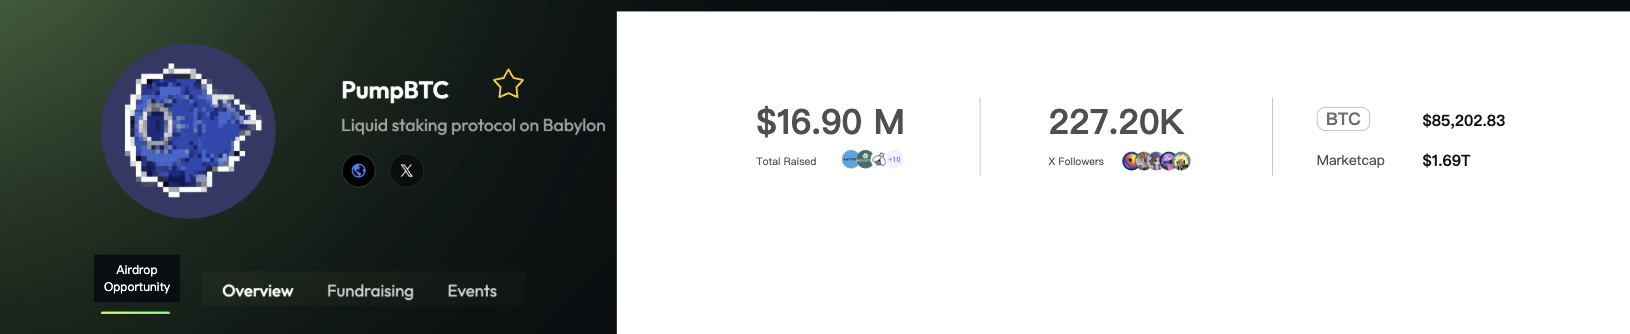 PumpBTC
Liquid staking protocol on Babylon
Airdrop
Opportunity
Overview
Fundraising
Events
$16.90 M
Total Raised
+10
227.20K
X Followers
BTC
$85,202.83
Marketcap
$1.69T